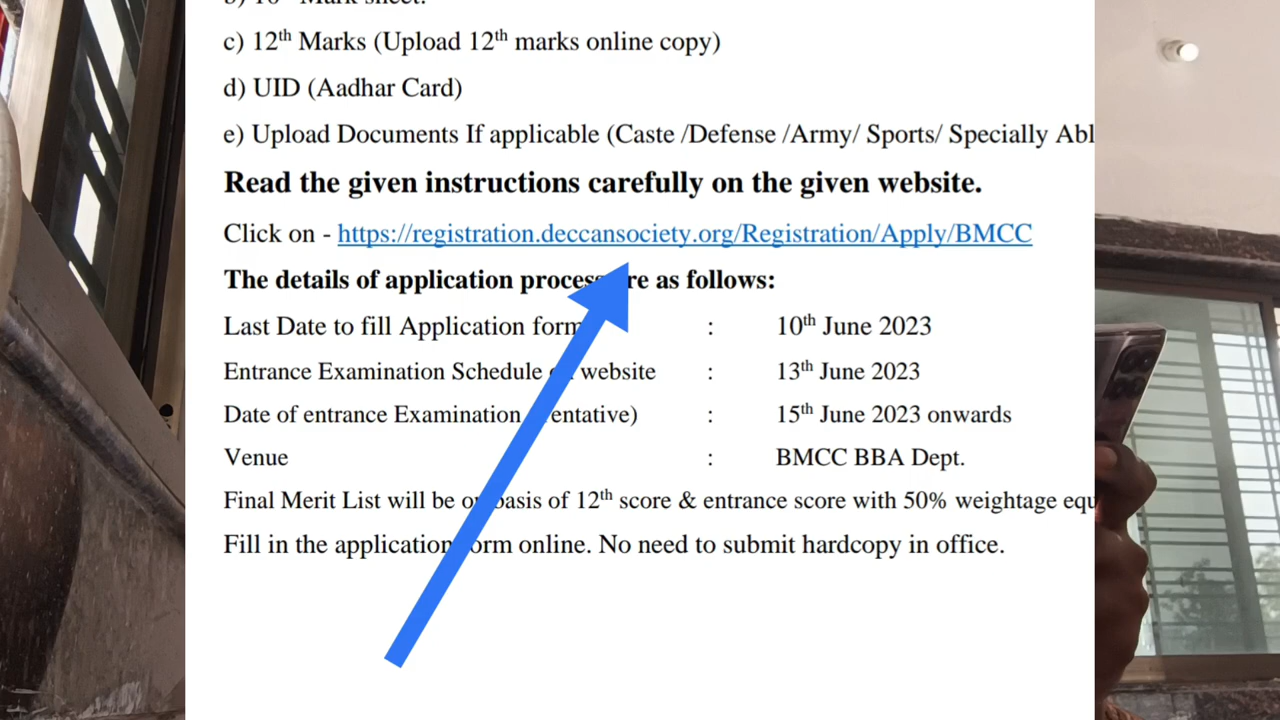 c) 12th Marks (Upload 12th marks online copy)
d) UID (Aadhar Card)
e) Upload Documents If applicable (Caste /Defense /Army/ Sports/ Specially Abl
Read the given instructions carefully on the given website.
Click on - https://registration.deccansociety.org/Registration/Apply/BMCC
The details of application process are as follows:
Last Date to fill Application form : 10th June 2023
Entrance Examination Schedule website : 13th June 2023
Date of entrance Examination (Tentative) : 15th June 2023 onwards
Venue : BMCC BBA Dept.
Final Merit List will be on basis of 12th score & entrance score with 50% weightage equ
Fill in the application form online. No need to submit hardcopy in office.